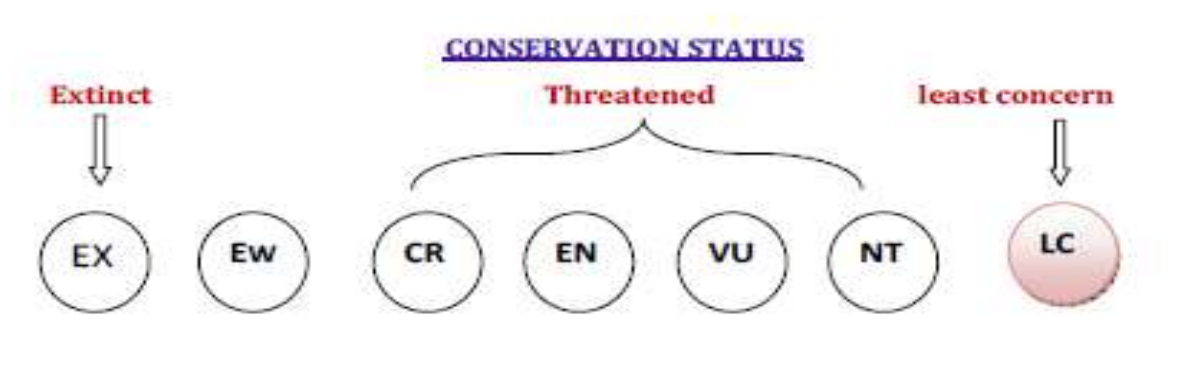 CONSERVATION STATUS
Extinct Threatened least concern
EX Ew CR EN VU NT LC